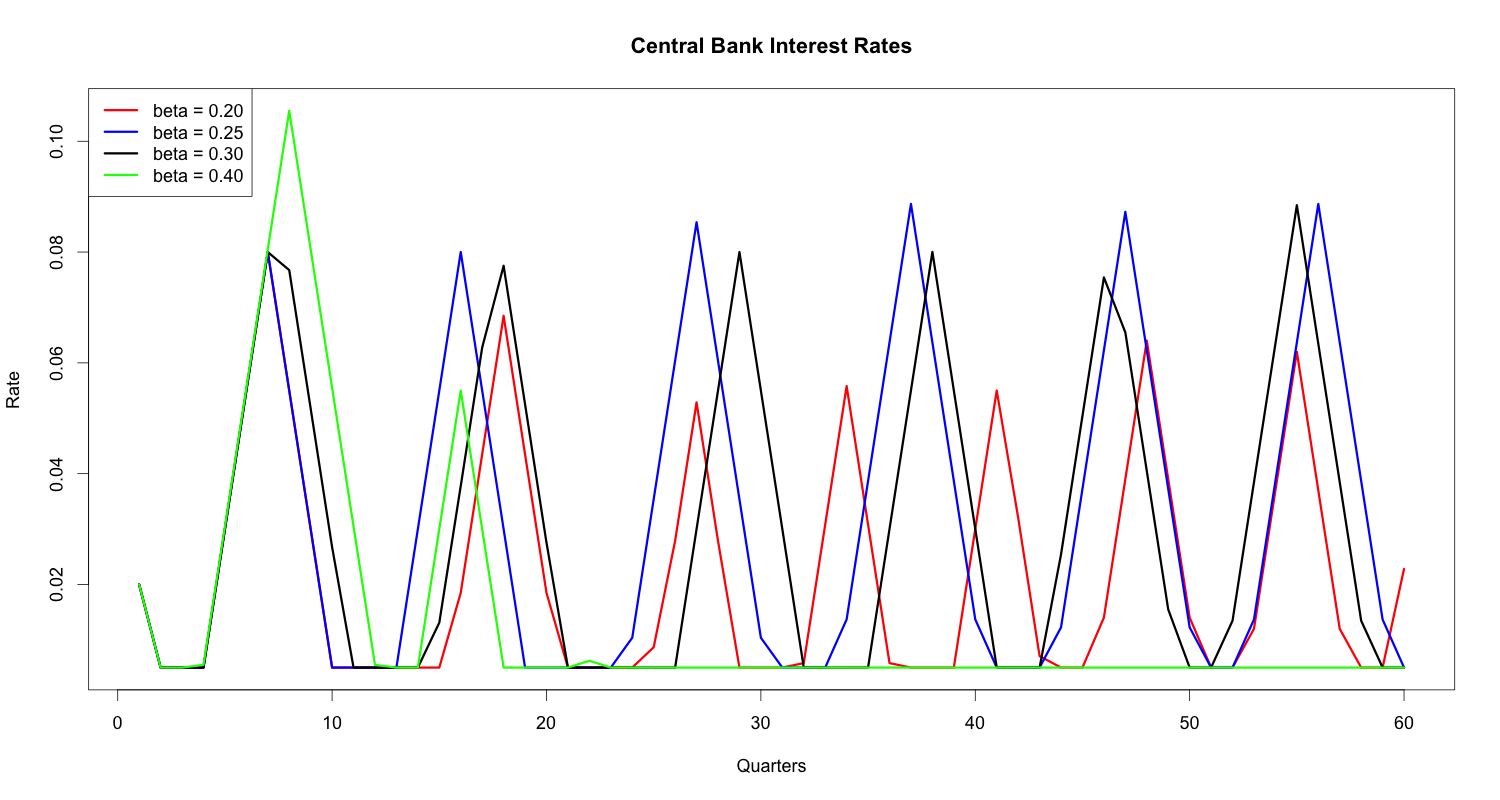 Central Bank Interest Rates
beta = 0.20
beta = 0.25
beta = 0.30
beta = 0.40
Rate
0.10
0.08
0.06
0.04
0.02
0 10 20 30 40 50 60
Quarters